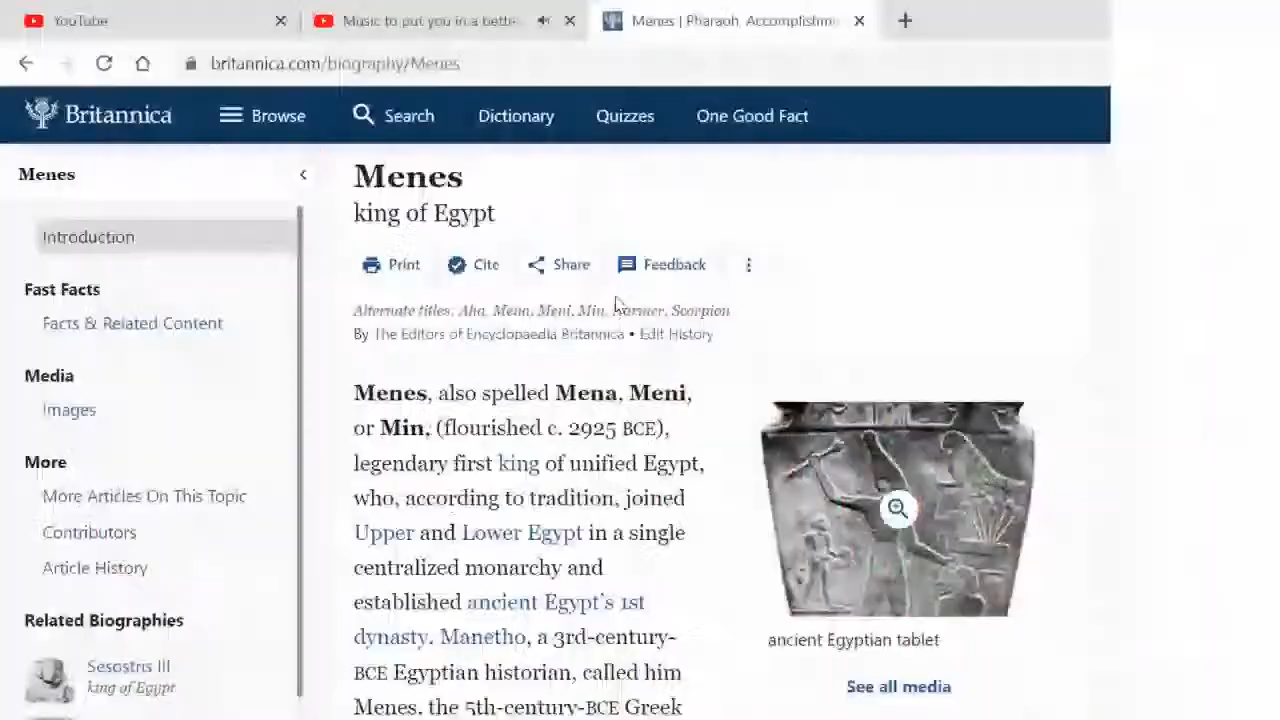 YouTube
Music to put you in a bette
Menes | Pharaoh, Accomplishm
britannica.com/biography/Menes
Britannica
Browse
Search
Dictionary
Quizzes
One Good Fact
Menes
Introduction
Fast Facts
Facts & Related Content
Media
Images
More
More Articles On This Topic
Contributors
Article History
Related Biographies
Sesostris III
king of Egypt
Menes
king of Egypt
Print
Cite
Share
Feedback
Alternate titles: Aha, Mena, Meni, Min, Narmer, Scorpion
By The Editors of Encyclopaedia Britannica • Edit History
Menes, also spelled Mena, Meni,
or Min, (flourished c. 2925 BCE),
legendary first king of unified Egypt,
who, according to tradition, joined
Upper and Lower Egypt in a single
centralized monarchy and
established ancient Egypt's 1st
dynasty. Manetho, a 3rd-century-
BCE Egyptian historian, called him
Menes, the 5th-century-BCE Greek
ancient Egyptian tablet
See all media